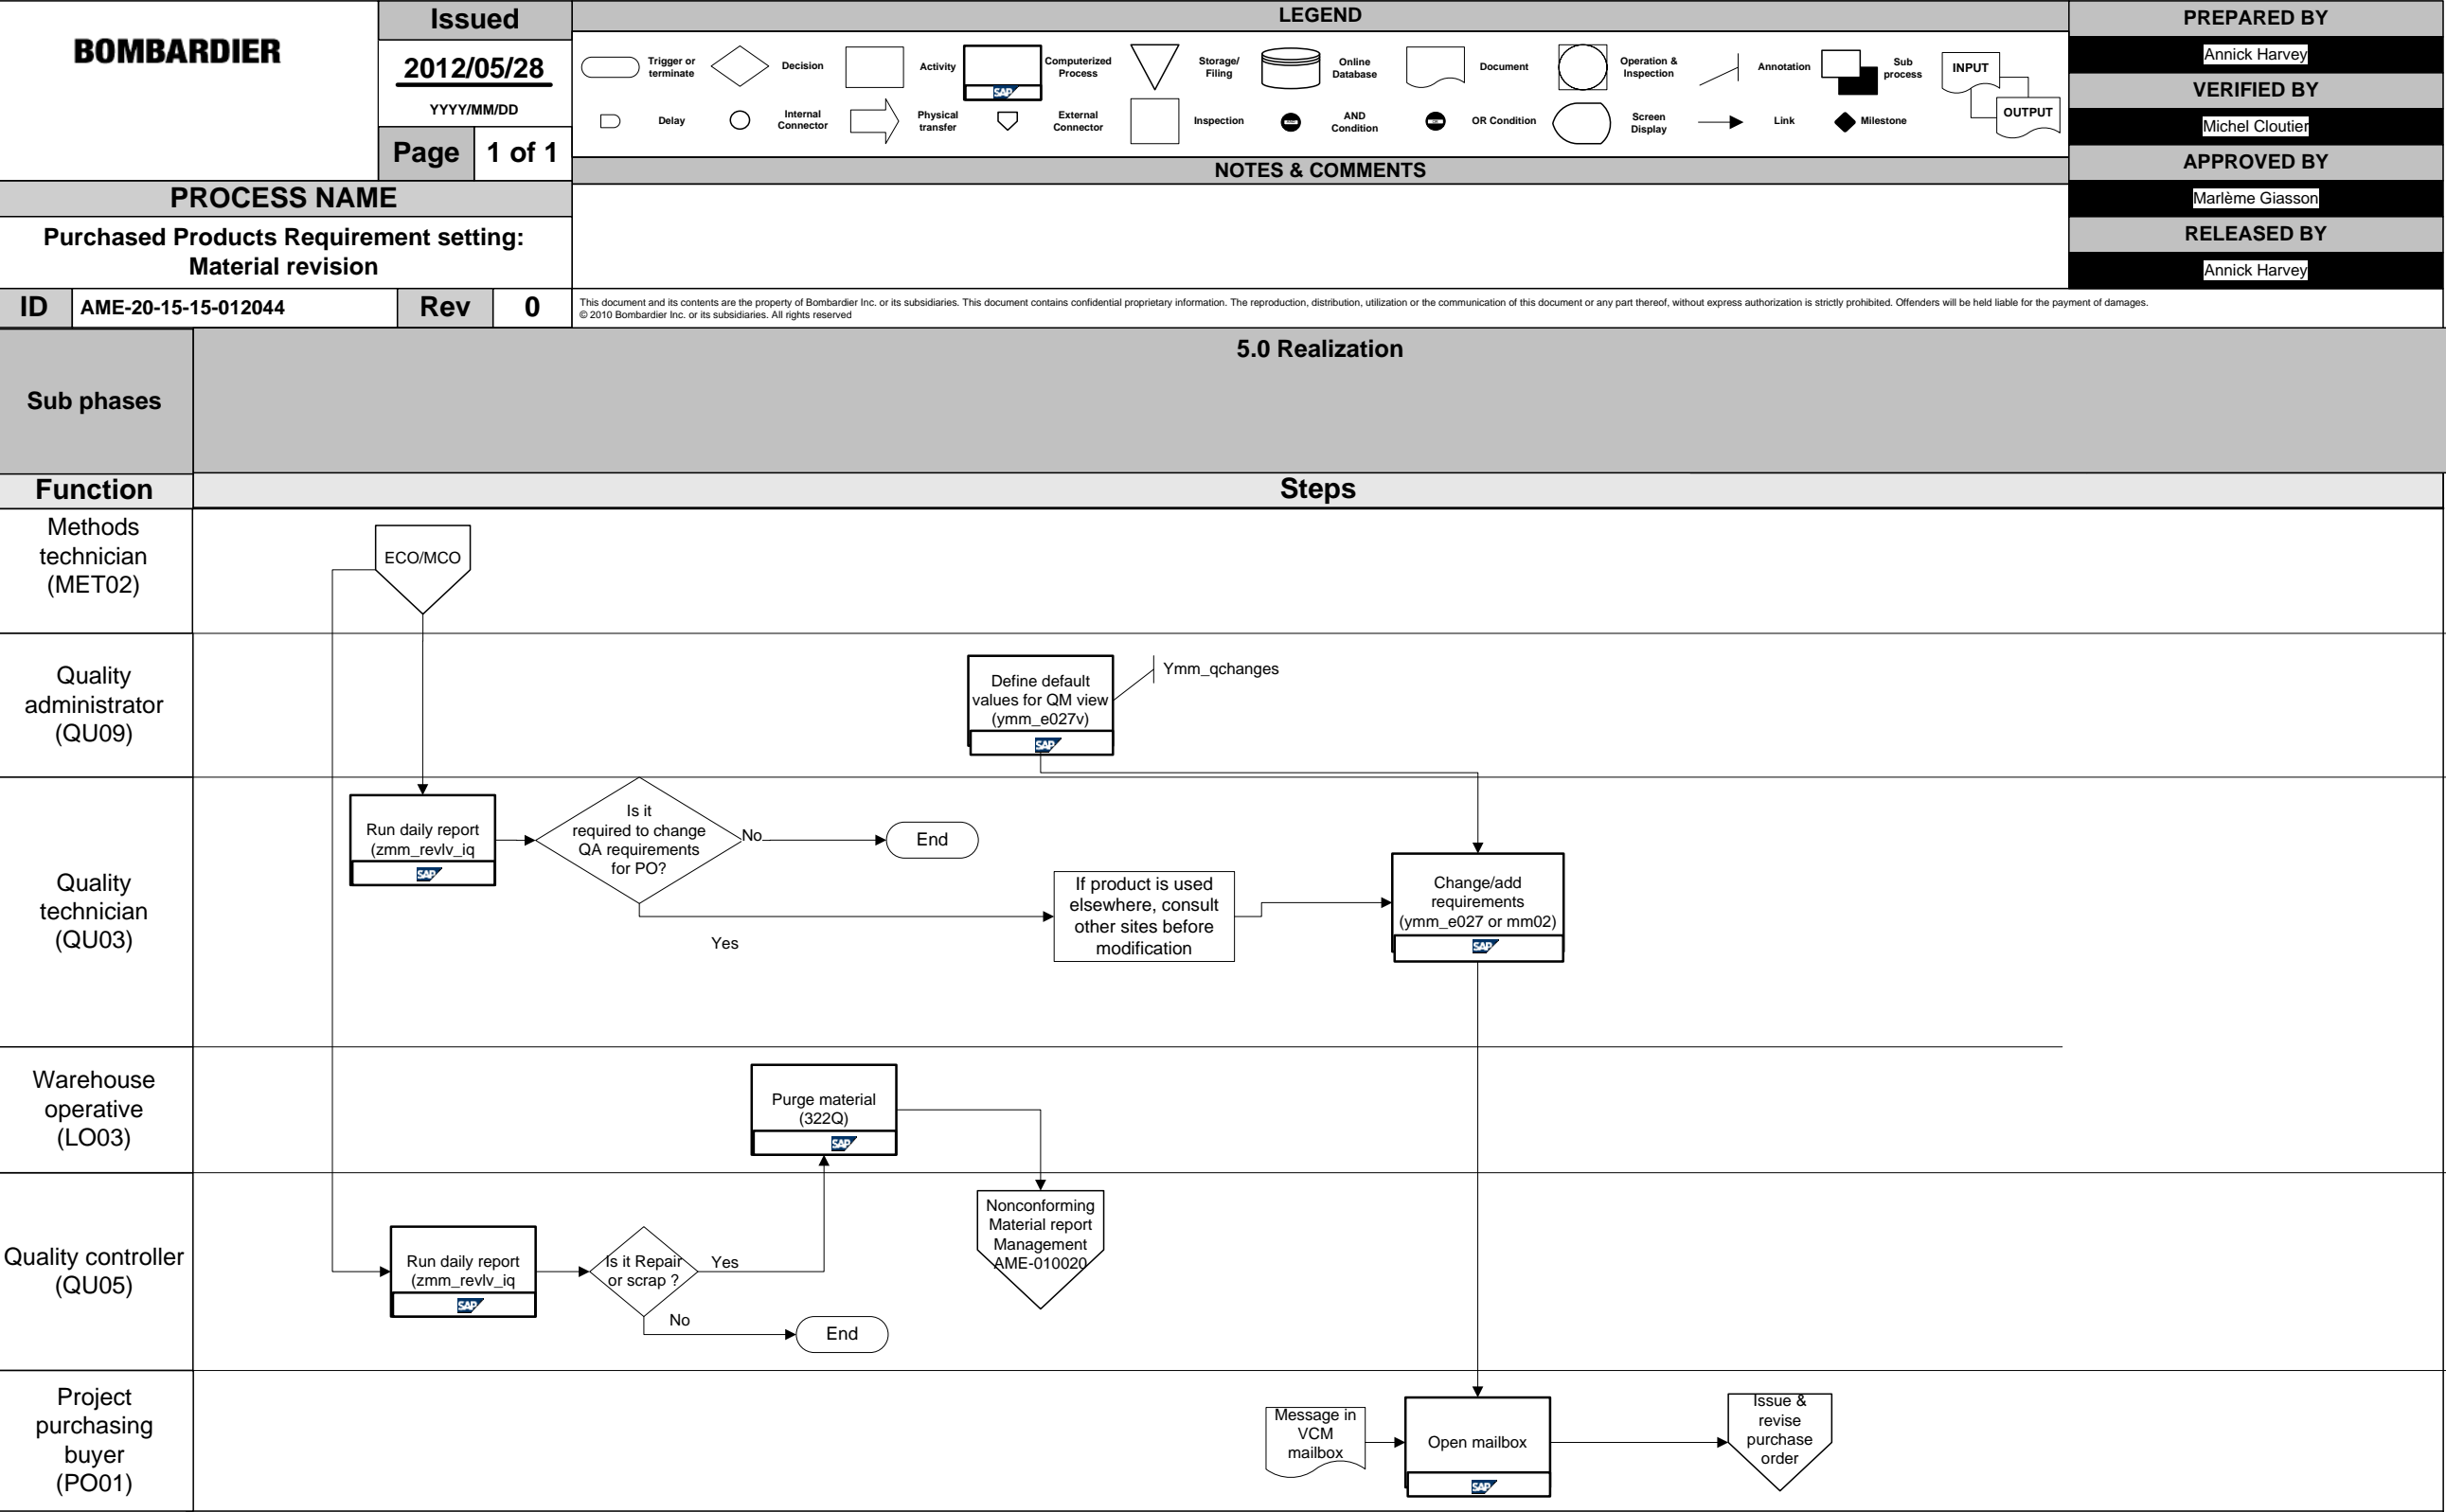 BOMBARDIER
Issued
2012/05/28
YYYY/MM/DD
Page
1 of 1
PROCESS NAME
Purchased Products Requirement setting:
Material revision
ID
AME-20-15-15-012044
Rev
0
LEGEND
Trigger or
terminate
Decision
Activity
Computerized
Process
SAP
Storage/
Filing
Online
Database
Document
Operation &
Inspection
Annotation
Sub
process
INPUT
OUTPUT
Delay
Internal
Connector
Physical
transfer
External
Connector
Inspection
AND
Condition
OR Condition
Screen
Display
Link
Milestone
NOTES & COMMENTS
This document and its contents are the property of Bombardier Inc. or its subsidiaries. This document contains confidential proprietary information. The reproduction, distribution, utilization or the communication of this document or any part thereof, without express authorization is strictly prohibited. Offenders will be held liable for the payment of damages.
© 2010 Bombardier Inc. or its subsidiaries. All rights reserved
PREPARED BY
Annick Harvey
VERIFIED BY
Michel Cloutier
APPROVED BY
Marlème Giasson
RELEASED BY
Annick Harvey
Sub phases
5.0 Realization
Function
Steps
Methods
technician
(MET02)
ECO/MCO
Quality
administrator
(QU09)
Define default
values for QM view
(ymm_e027v)
SAP
Ymm_qchanges
Quality
technician
(QU03)
Run daily report
(zmm_revlv_iq
SAP
Is it
required to change
QA requirements
for PO?
No
End
Yes
If product is used
elsewhere, consult
other sites before
modification
Change/add
requirements
(ymm_e027 or mm02)
SAP
Warehouse
operative
(LO03)
Purge material
(322Q)
SAP
Quality controller
(QU05)
Run daily report
(zmm_revlv_iq
SAP
Is it Repair
or scrap ?
Yes
No
End
Nonconforming
Material report
Management
AME-010020
Project
purchasing
buyer
(PO01)
Message in
VCM
mailbox
Open mailbox
SAP
Issue &
revise
purchase
order